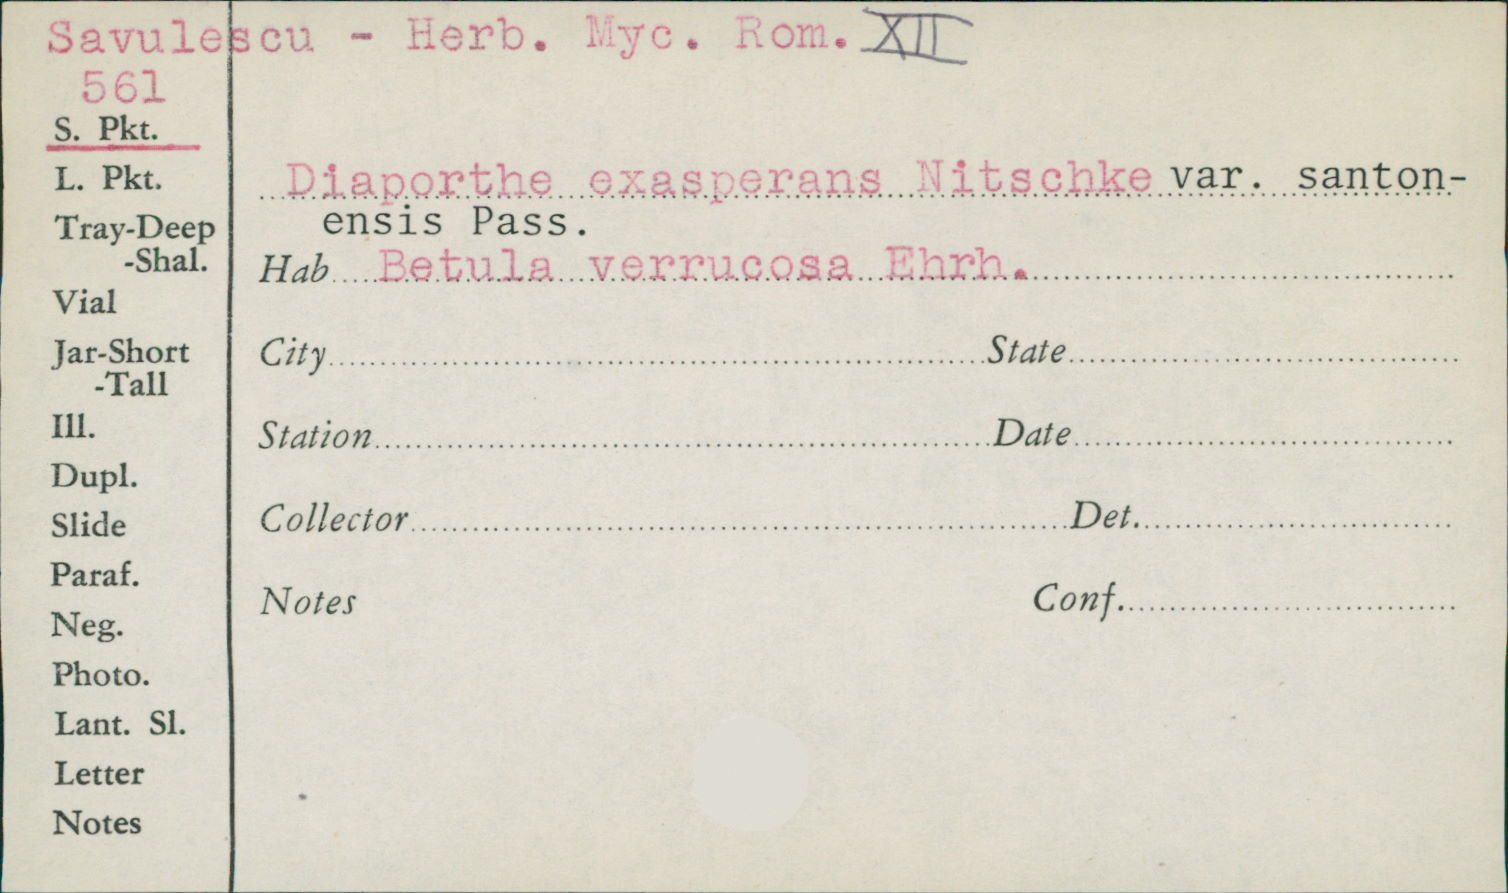 Savulescu - Herb. Myc. Rom. XII
561
S. Pkt.
L. Pkt.
Diaporthe exasperans Nitschke var. santon-
ensis Pass.
Tray-Deep
-Shal.
Hab Betula verrucosa Ehrh.
Vial
Jar-Short
-Tall
City State
Ill.
Station Date
Dupl.
Slide
Collector Det.
Paraf.
Neg.
Notes Conf.
Photo.
Lant. Sl.
Letter
Notes